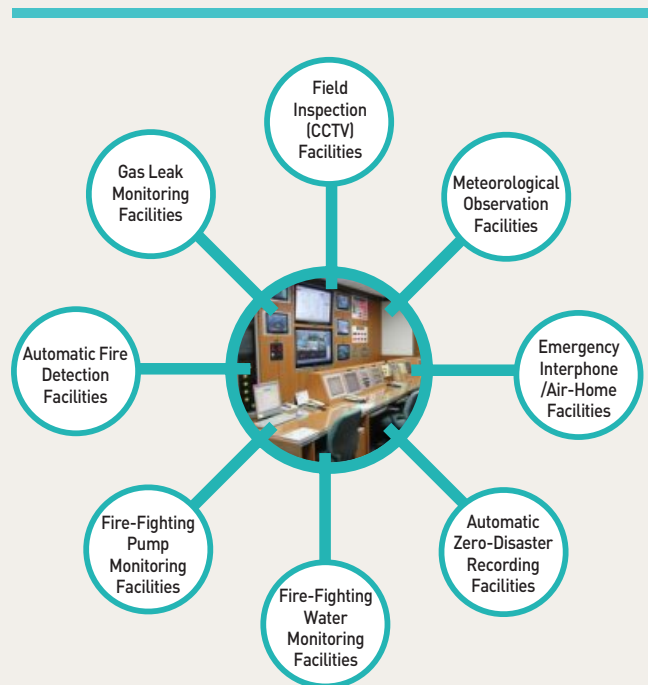 Field
Inspection
(CCTV)
Facilities
Meteorological
Observation
Facilities
Emergency
Interphone
/Air-Home
Facilities
Automatic
Zero-Disaster
Recording
Facilities
Fire-Fighting
Water
Monitoring
Facilities
Fire-Fighting
Pump
Monitoring
Facilities
Automatic Fire
Detection
Facilities
Gas Leak
Monitoring
Facilities